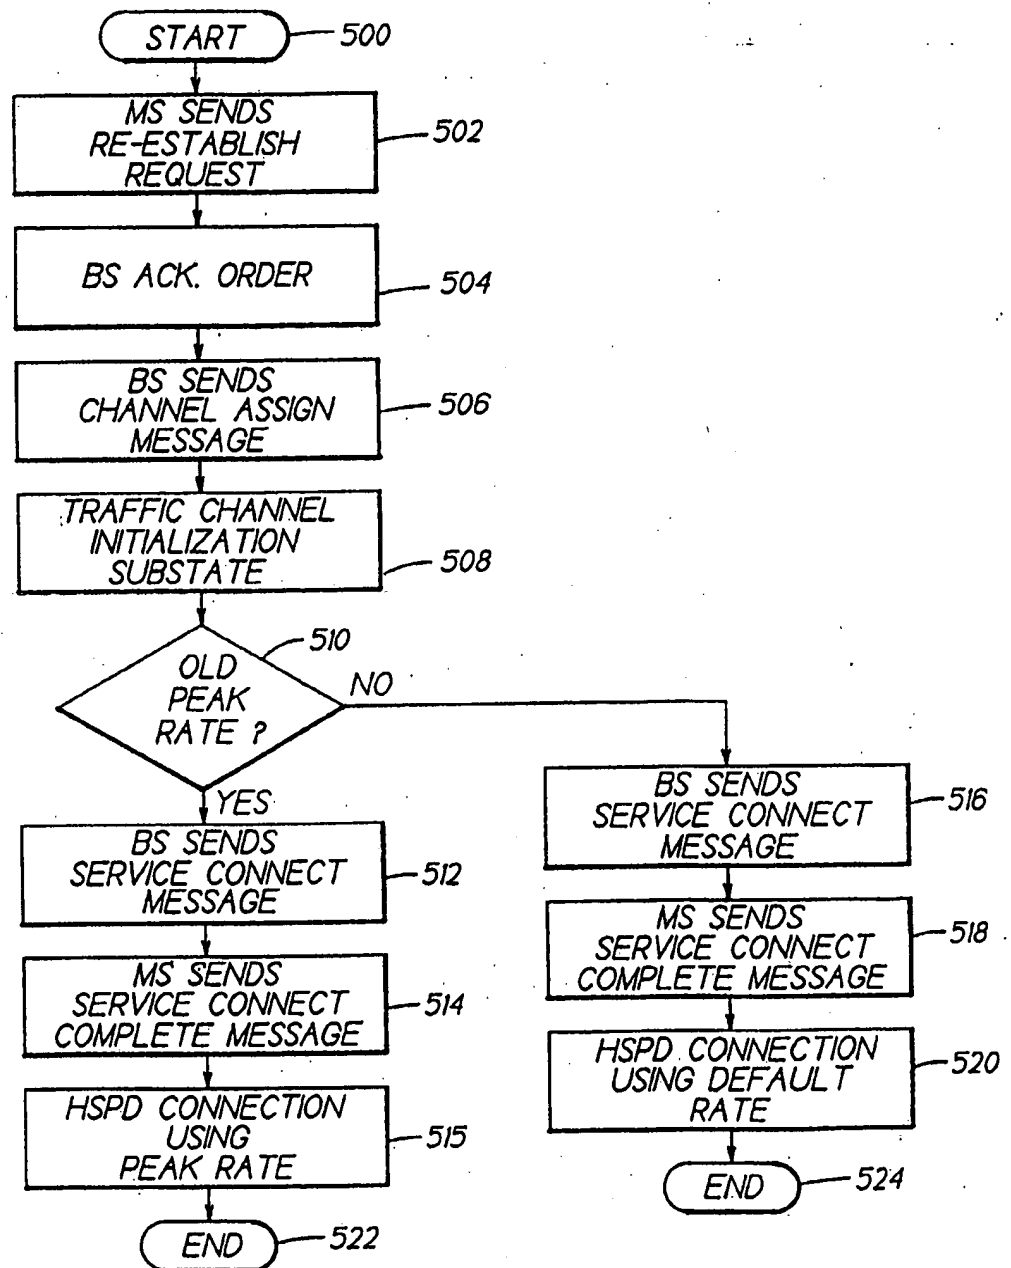 START
500
MS SENDS
RE-ESTABLISH
REQUEST
502
BS ACK. ORDER
504
BS SENDS
CHANNEL ASSIGN
MESSAGE
506
TRAFFIC CHANNEL
INITIALIZATION
SUBSTATE
508
510
OLD
PEAK
RATE ?
NO
YES
BS SENDS
SERVICE CONNECT
MESSAGE
512
MS SENDS
SERVICE CONNECT
COMPLETE MESSAGE
514
HSPD CONNECTION
USING
PEAK RATE
515
END
522
BS SENDS
SERVICE CONNECT
MESSAGE
516
MS SENDS
SERVICE CONNECT
COMPLETE MESSAGE
518
HSPD CONNECTION
USING DEFAULT
RATE
520
END
524